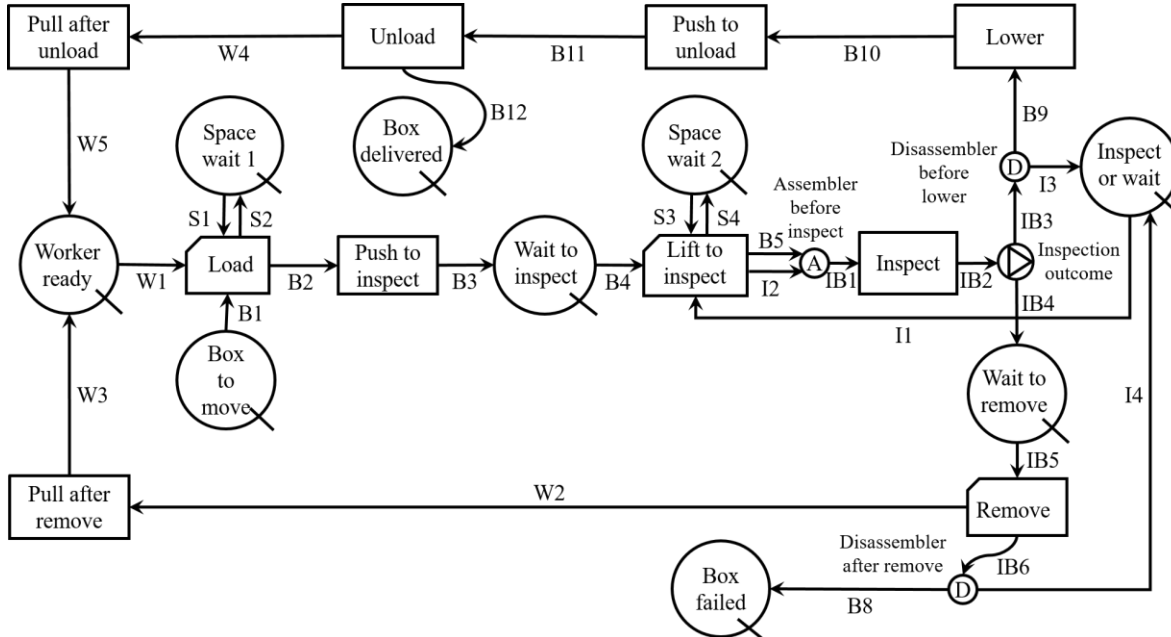 Pull after
unload
W4
Unload
B11
Push to
unload
B10
Lower
W5
B12
B9
Space
wait 1
Box
delivered
Space
wait 2
Disassembler
before
lower
D
I3
Inspect
or wait
S1
S2
S3
S4
Assembler
before
inspect
IB3
Worker
ready
W1
Load
B2
Push to
inspect
B3
Wait to
inspect
B4
Lift to
inspect
B5
I2
A
IB1
Inspect
IB2
Inspection
outcome
IB4
B1
I1
Box
to
move
W3
Wait to
remove
I4
IB5
Pull after
remove
W2
Remove
Disassembler
after remove
IB6
Box
failed
B8
D